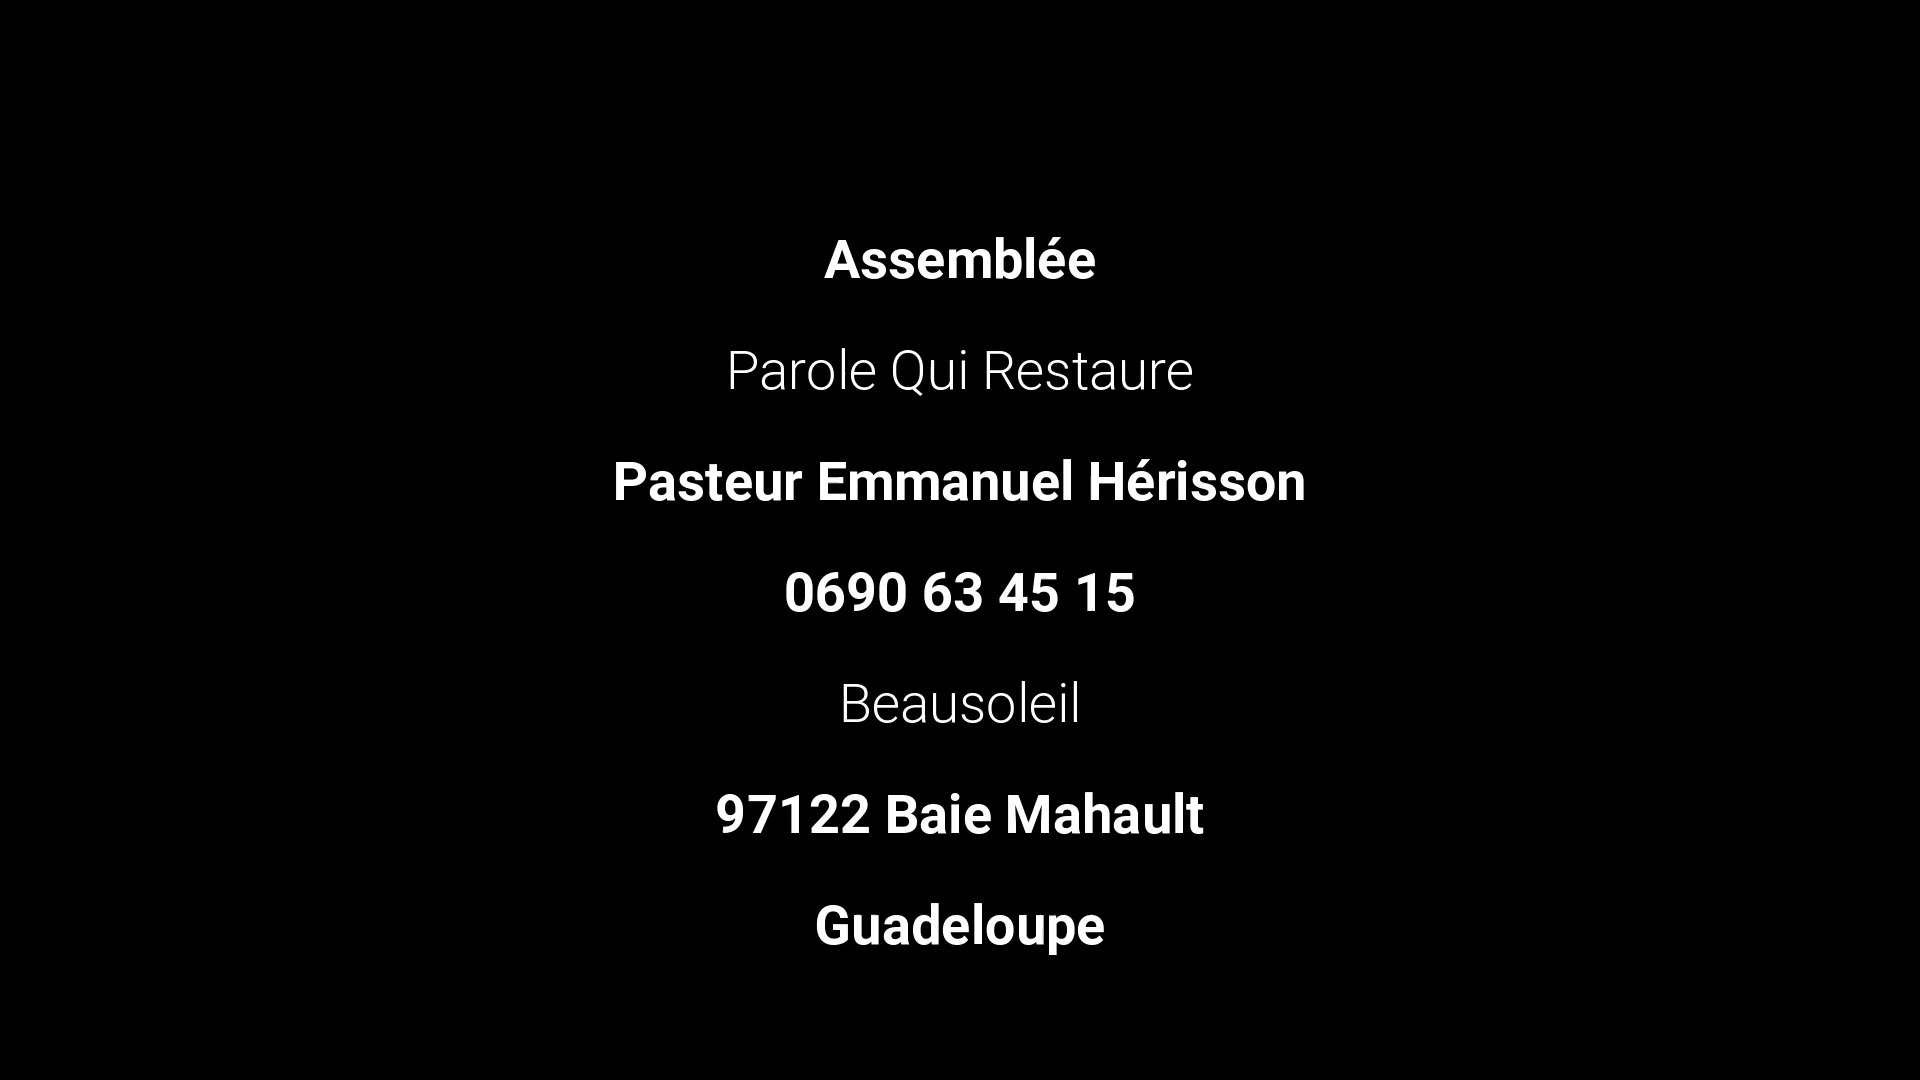 Assemblée
Parole Qui Restaure
Pasteur Emmanuel Hérisson
0690 63 45 15
Beausoleil
97122 Baie Mahault
Guadeloupe